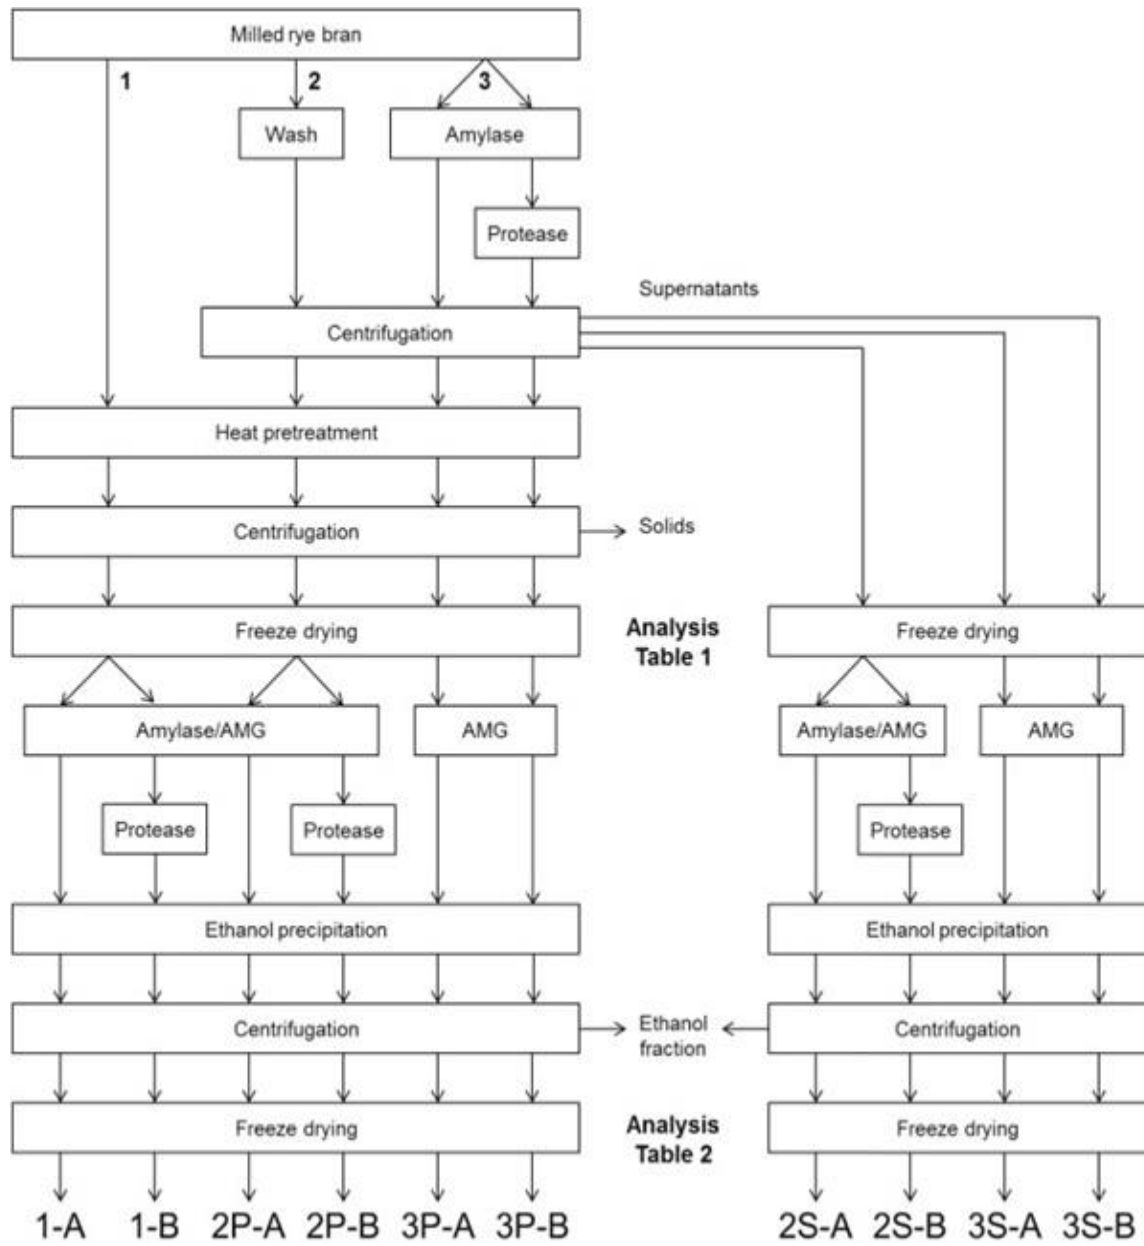 Milled rye bran
1
2
3
Wash
Amylase
Protease
Supernatants
Centrifugation
Heat pretreatment
Centrifugation
Solids
Freeze drying
Analysis
Table 1
Freeze drying
Amylase/AMG
AMG
Amylase/AMG
AMG
Protease
Protease
Protease
Ethanol precipitation
Ethanol precipitation
Centrifugation
Ethanol
fraction
Centrifugation
Freeze drying
Analysis
Table 2
Freeze drying
1-A 1-B 2P-A 2P-B 3P-A 3P-B 2S-A 2S-B 3S-A 3S-B